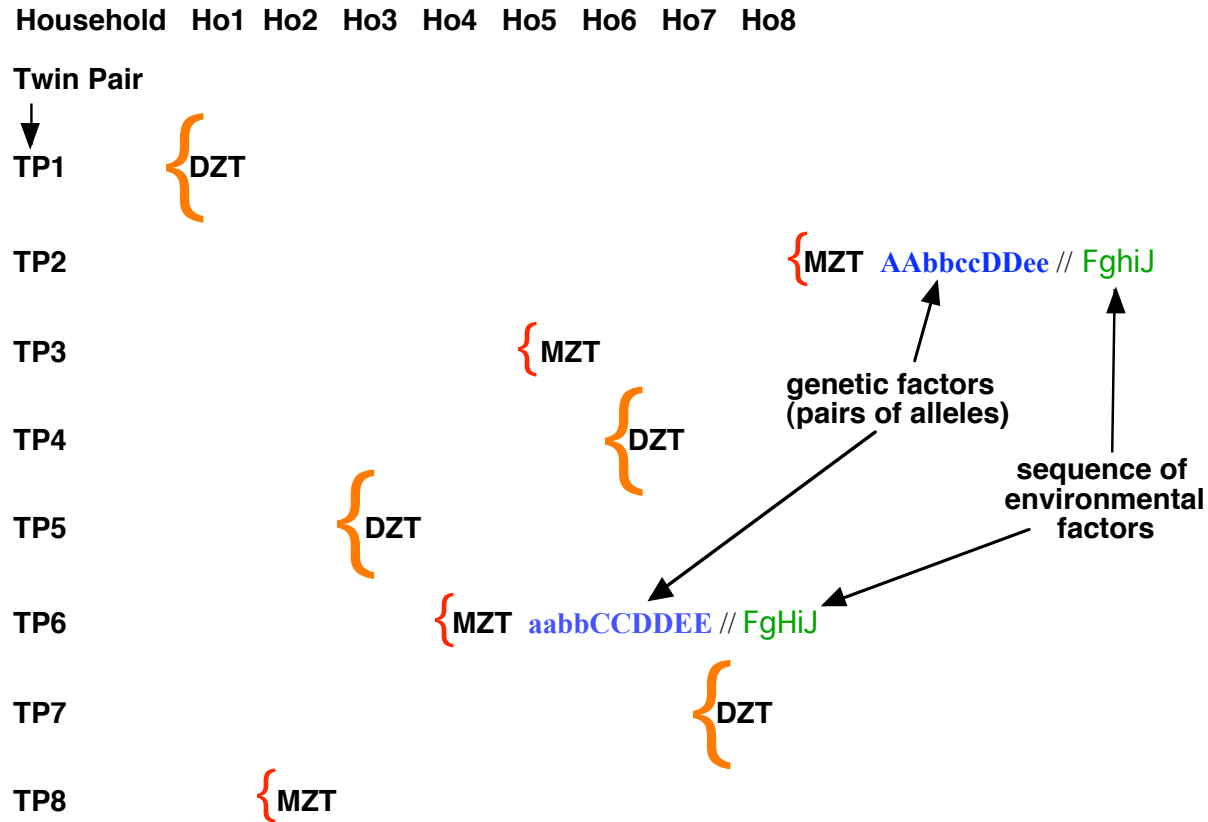 Household Ho1 Ho2 Ho3 Ho4 Ho5 Ho6 Ho7 Ho8
Twin Pair
TP1 {DZT
TP2 {MZT AAbbccDDee // FghiJ
TP3 {MZT
genetic factors
(pairs of alleles)
TP4 {DZT
sequence of
environmental
factors
TP5 {DZT
TP6 {MZT aabbCCDDEE // FgHiJ
TP7 {DZT
TP8 {MZT